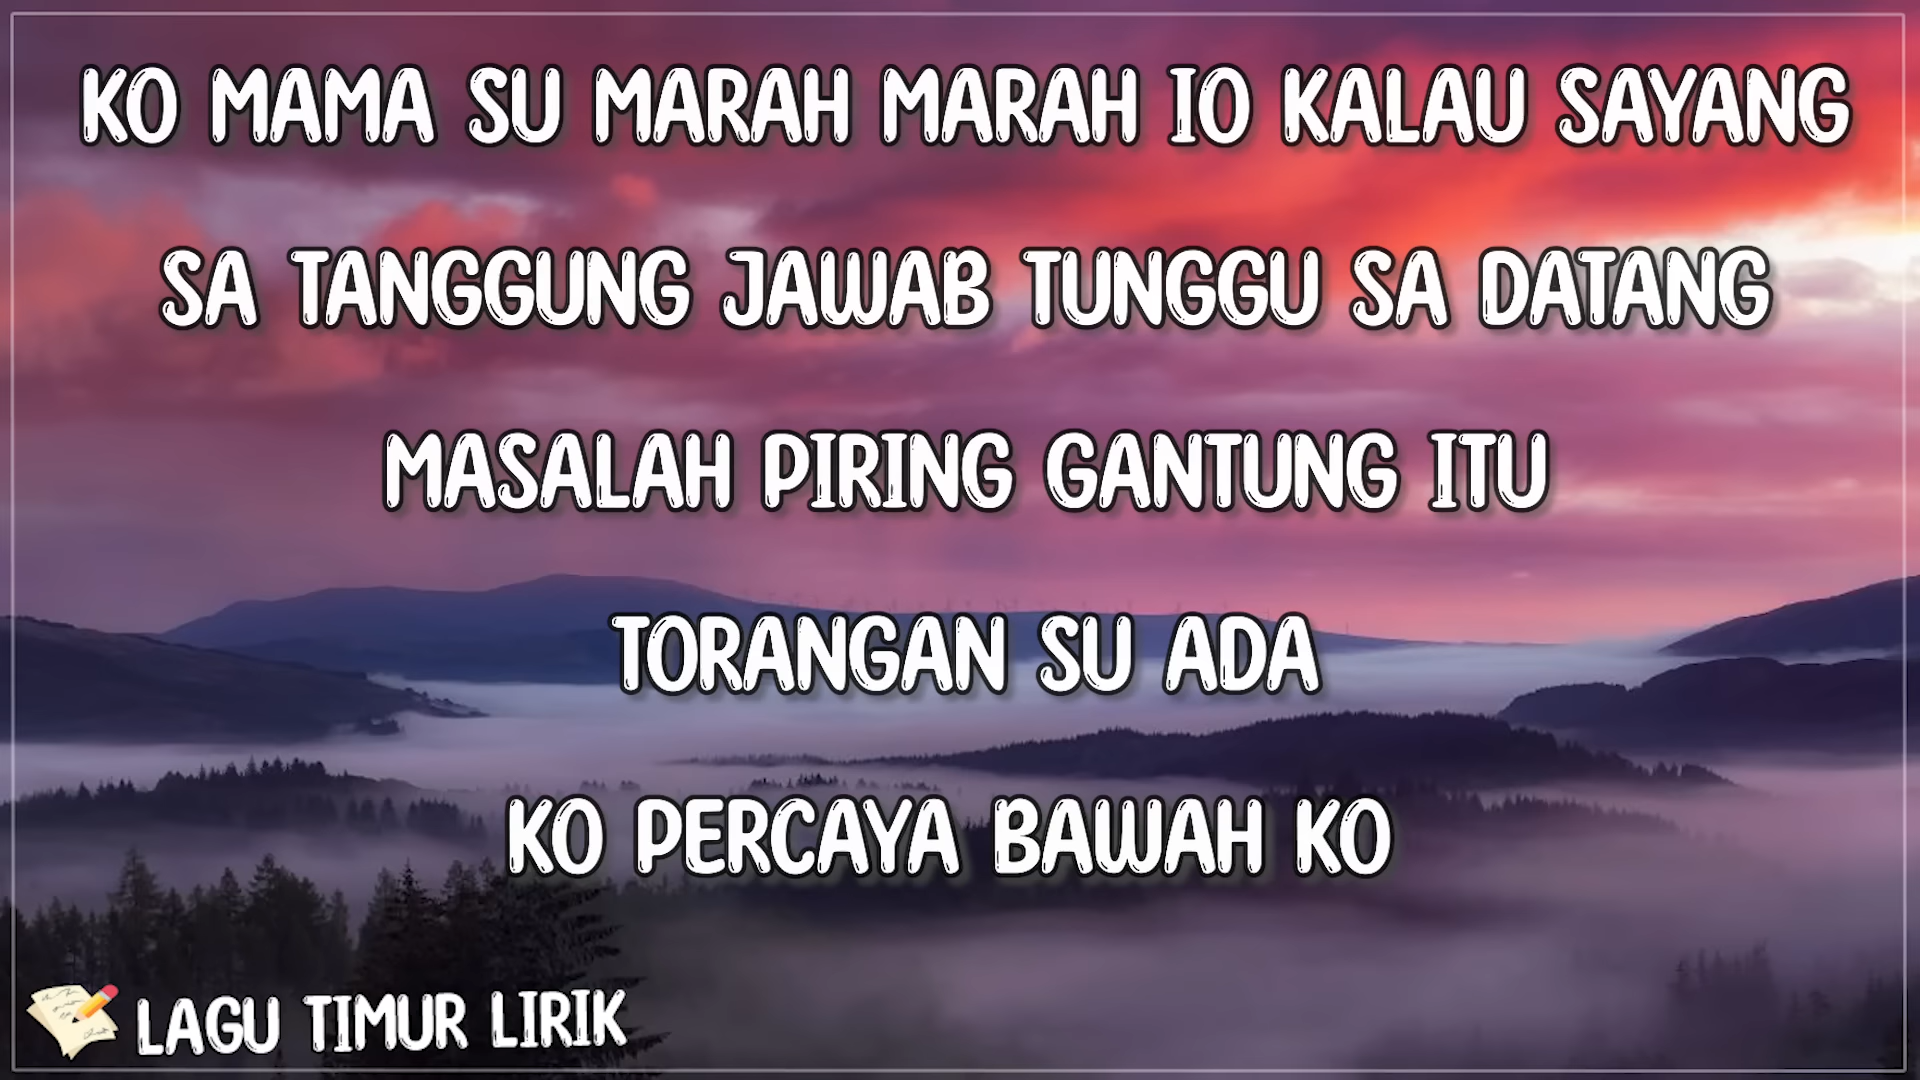 KO MAMA SU MARAH MARAH IO KALAU SAYANG
SA TANGGUNG JAWAB TUNGGU SA DATANG
MASALAH PIRING GANTUNG ITU
TORANGAN SU ADA
KO PERCAYA BAWAH KO
LAGU TIMUR LIRIK